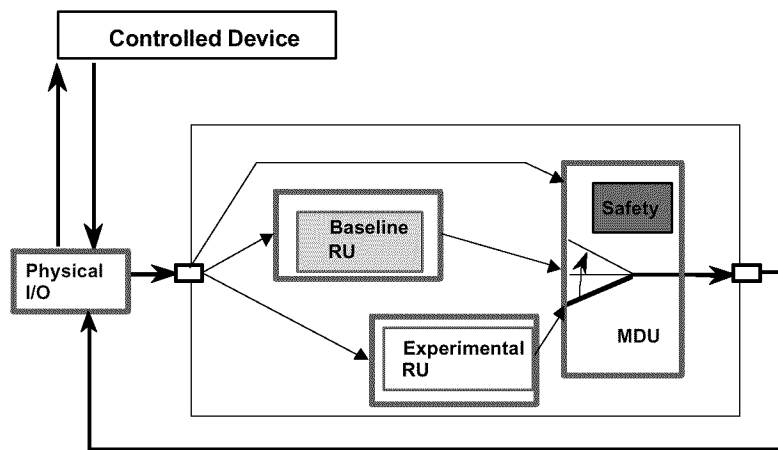 Controlled Device
Safety
Baseline
RU
Physical
I/O
Experimental
RU
MDU